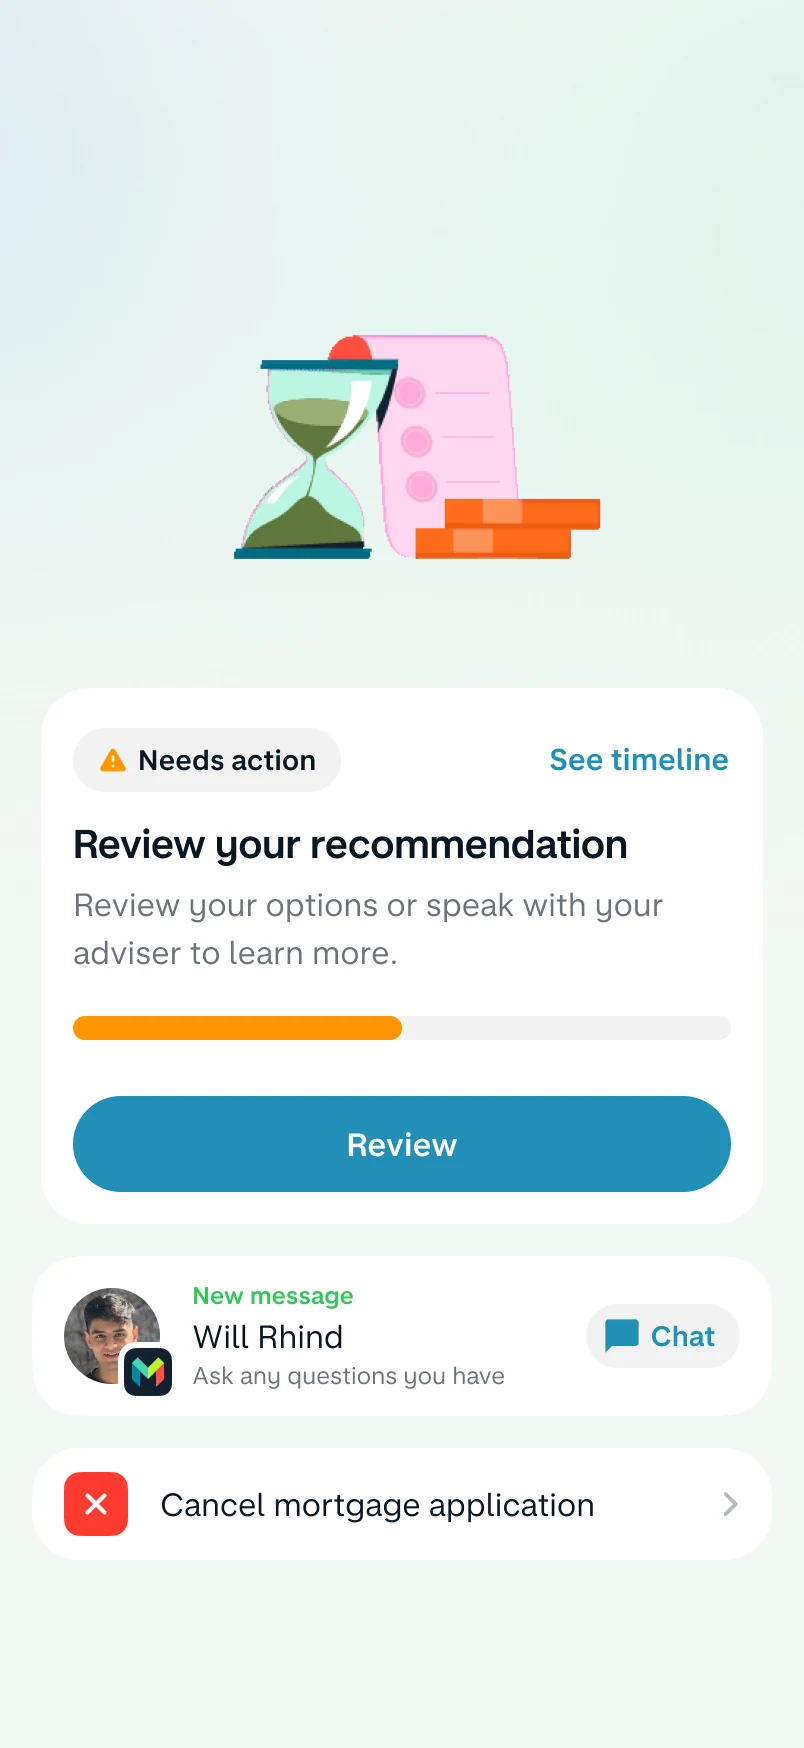 Needs action
See timeline
Review your recommendation
Review your options or speak with your
adviser to learn more.
Review
New message
Will Rhind
Ask any questions you have
Chat
Cancel mortgage application